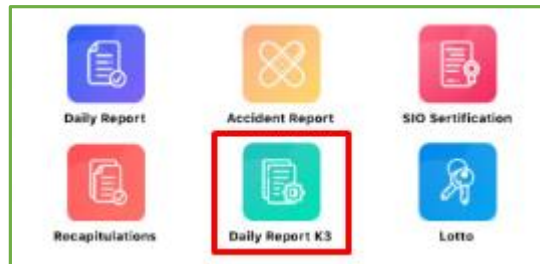 Daily Report
Accident Report
SIO Sertification
Recapitulations
Daily Report K3
Lotto